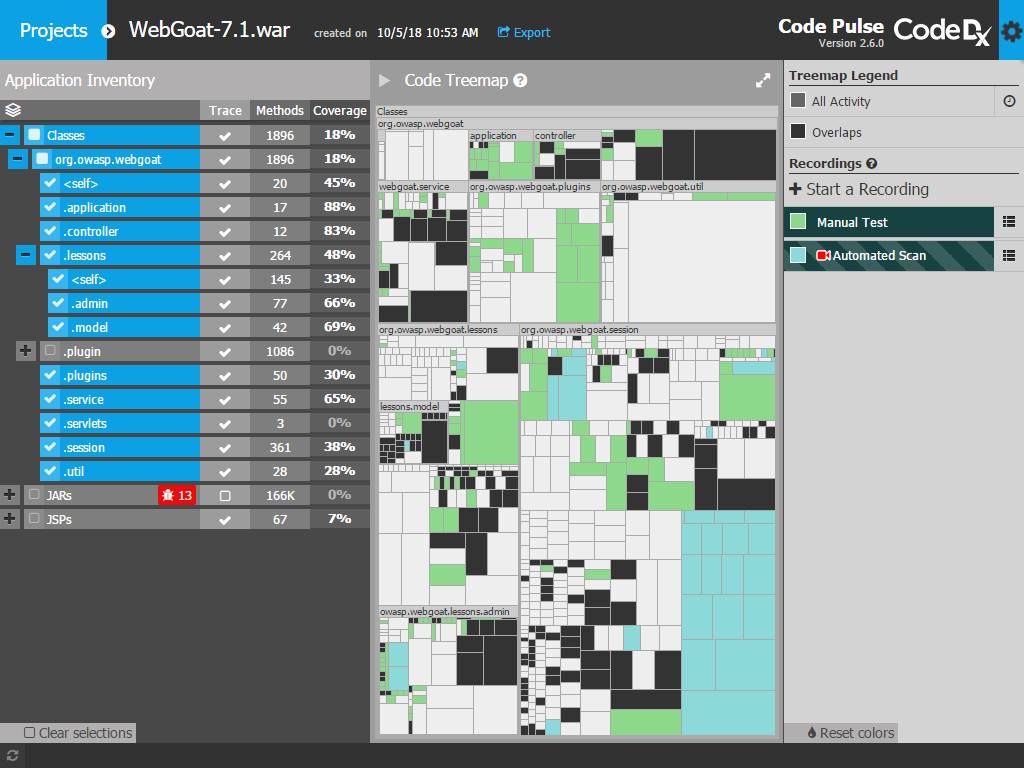 Projects
WebGoat-7.1.war
created on 10/5/18 10:53 AM
Export
Code Pulse
Version 2.6.0
Code Dx
Application Inventory
Trace Methods Coverage
Classes 1896 18%
org.owasp.webgoat 1896 18%
<self> 20 45%
.application 17 88%
.controller 12 83%
.lessons 264 48%
<self> 145 33%
.admin 77 66%
.model 42 69%
.plugin 1086 0%
.plugins 50 30%
.service 55 65%
.servlets 3 0%
.session 361 38%
.util 28 28%
JARs 13 166K 0%
JSPs 67 7%
Clear selections
Code Treemap ?
Classes
org.owasp.webgoat
application controller
webgoat.service org.owasp.webgoat.plugins org.owasp.webgoat.util
org.owasp.webgoat.lessons org.owasp.webgoat.session
lessons.model
owasp.webgoat.lessons.admin
Treemap Legend
All Activity
Overlaps
Recordings ?
+ Start a Recording
Manual Test
Automated Scan
Reset colors